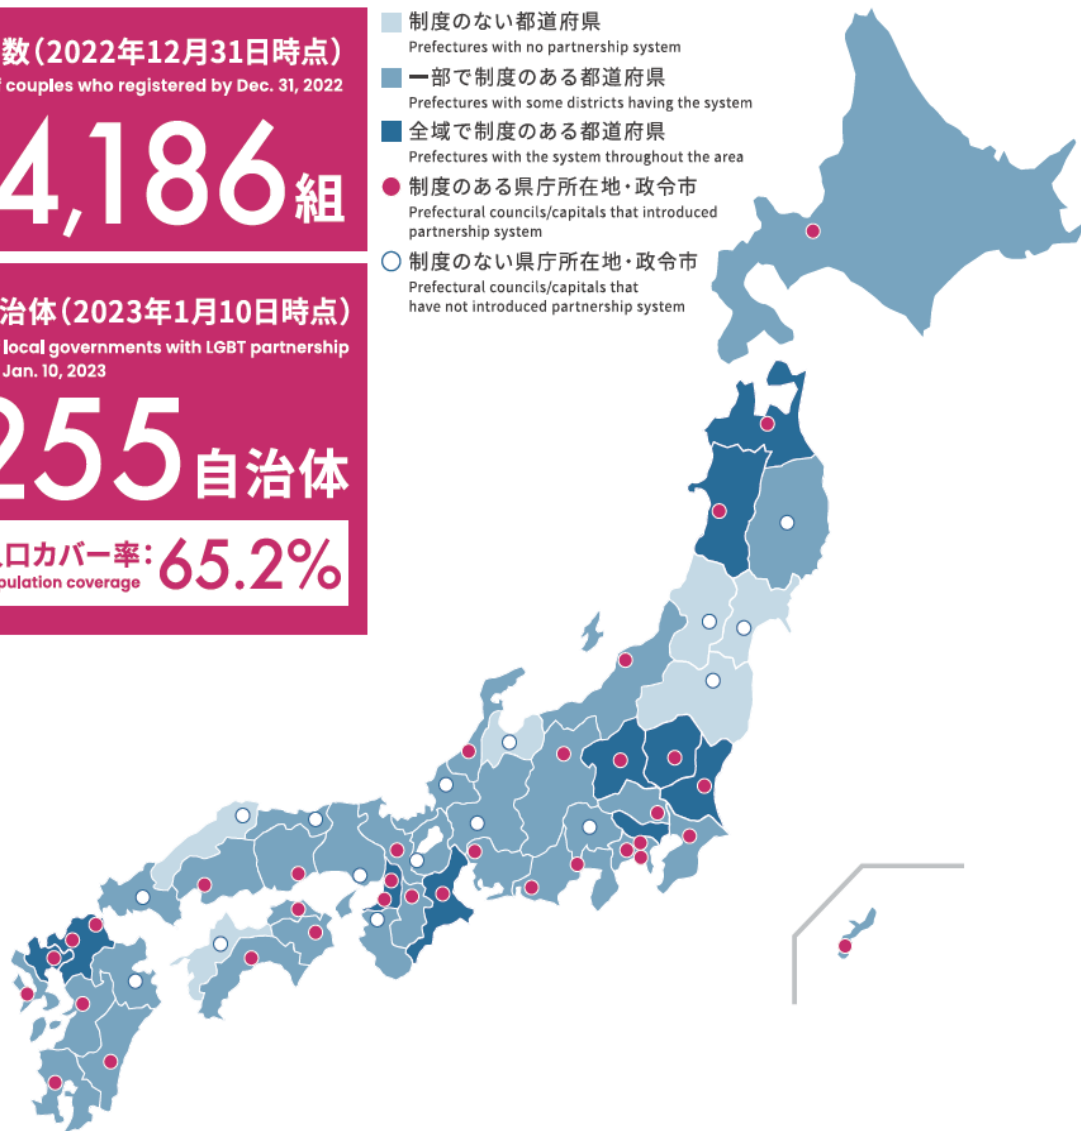 数（2022年12月31日時点）
couples who registered by Dec. 31, 2022
4,186組
治体（2023年1月10日時点）
local governments with LGBT partnership
Jan. 10, 2023
255自治体
口カバー率：65.2%
pulation coverage
制度のない都道府県
Prefectures with no partnership system
一部で制度のある都道府県
Prefectures with some districts having the system
全域で制度のある都道府県
Prefectures with the system throughout the area
制度のある県庁所在地・政令市
Prefectural councils/capitals that introduced
partnership system
制度のない県庁所在地・政令市
Prefectural councils/capitals that
have not introduced partnership system